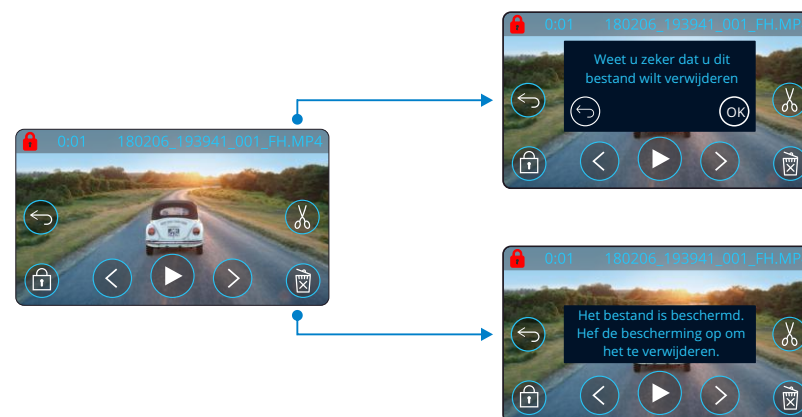 0:01 180206_193941_001_FH.MP4
0:01 180206_193941_001_FH.MP
Weet u zeker dat u dit
bestand wilt verwijderen
OK
0:01 180206_193941_001_FH.MP
Het bestand is beschermd.
Hef de bescherming op om
het te verwijderen.